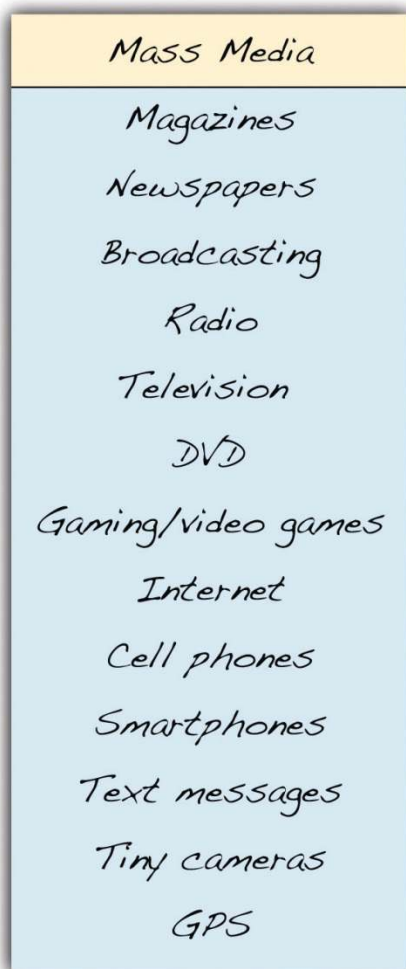 Mass Media
Magazines
Newspapers
Broadcasting
Radio
Television
DVD
Gaming/video games
Internet
Cell phones
Smartphones
Text messages
Tiny cameras
GPS